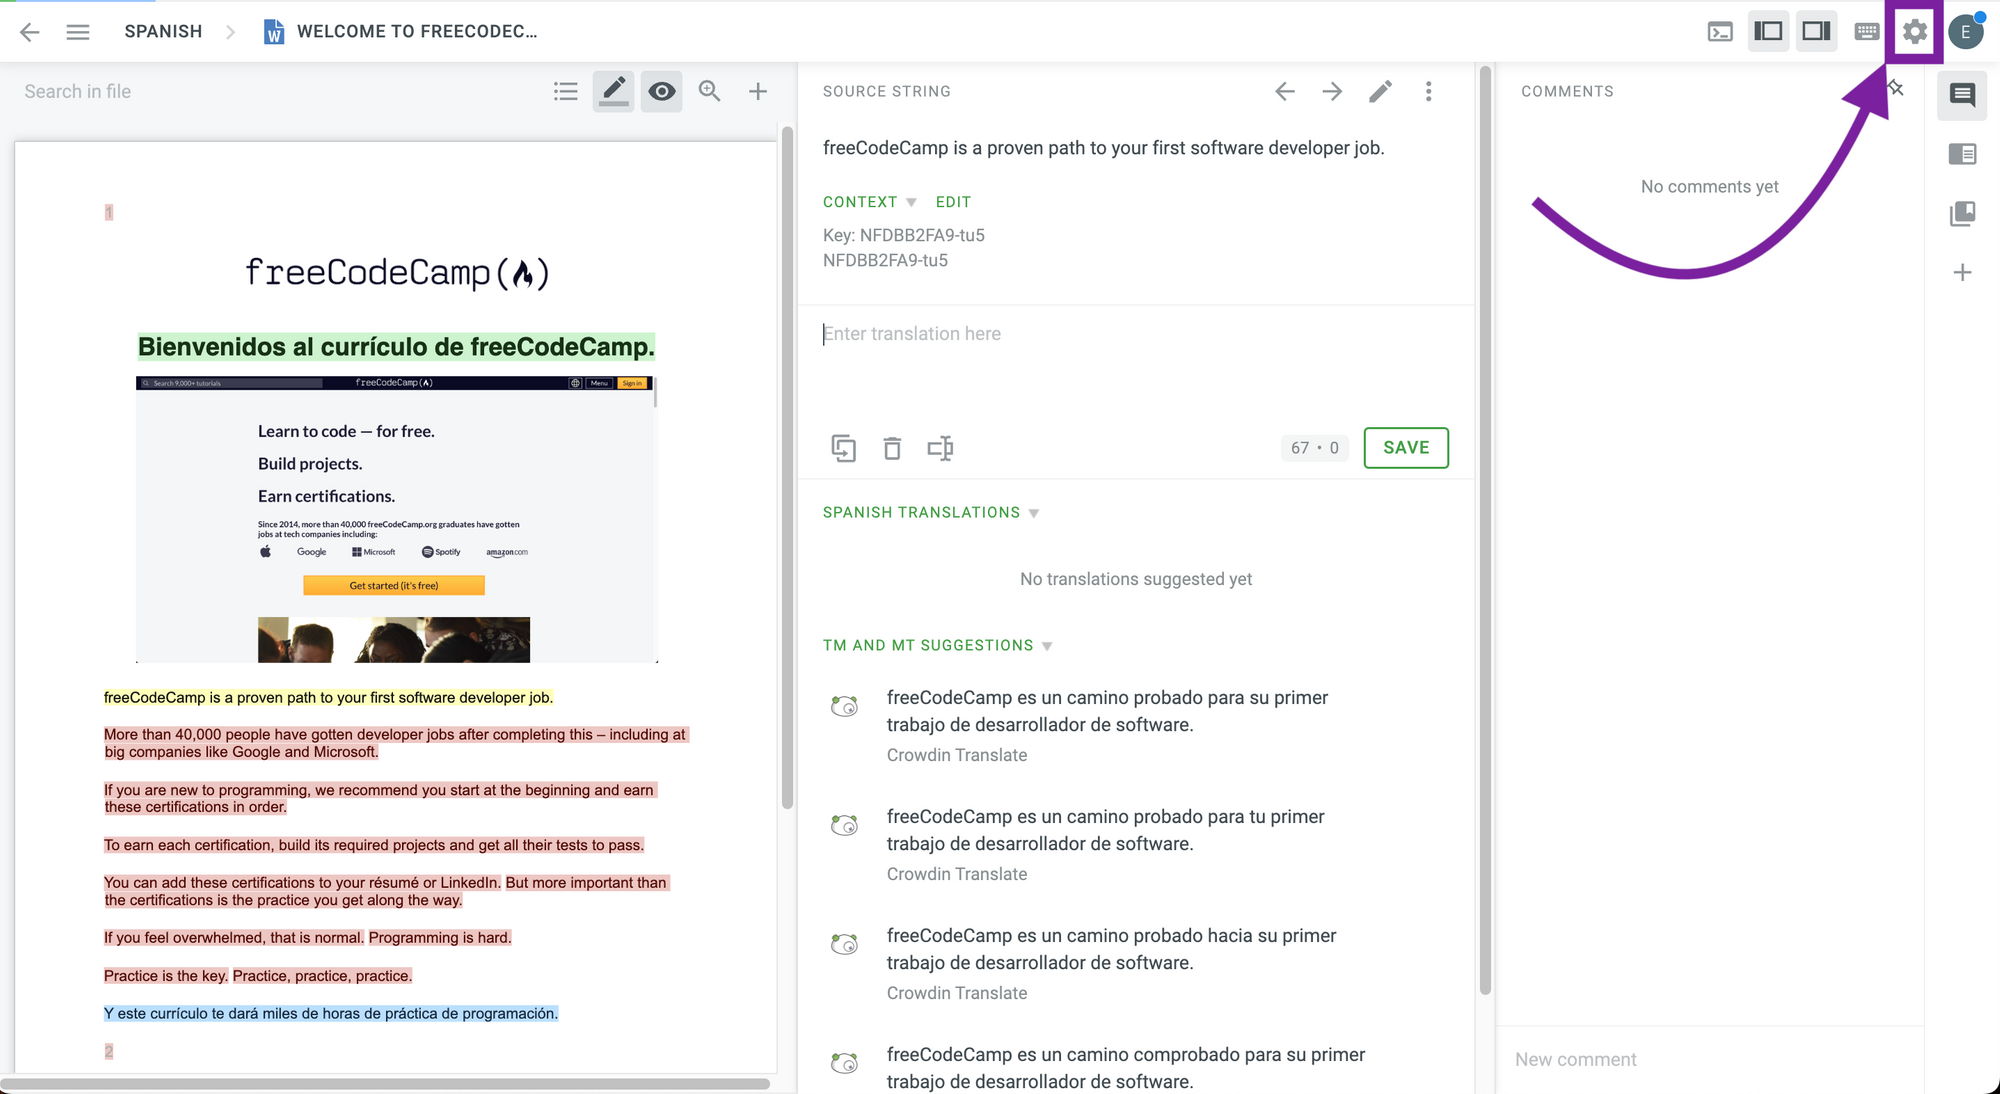 SPANISH
WELCOME TO FREECODEC...
E
Search in file
1
freeCodeCamp
Bienvenidos al currículo de freeCodeCamp.
Search 9,000+ tutorials
freeCodeCamp
Menu
Sign in
Learn to code — for free.
Build projects.
Earn certifications.
Since 2014, more than 40,000 freeCodeCamp.org graduates have gotten
jobs at tech companies including:
Google
Microsoft
Spotify
amazon.com
Get started (it's free)
freeCodeCamp is a proven path to your first software developer job.
More than 40,000 people have gotten developer jobs after completing this – including at
big companies like Google and Microsoft.
If you are new to programming, we recommend you start at the beginning and earn
these certifications in order.
To earn each certification, build its required projects and get all their tests to pass.
You can add these certifications to your résumé or LinkedIn. But more important than
the certifications is the practice you get along the way.
If you feel overwhelmed, that is normal. Programming is hard.
Practice is the key. Practice, practice, practice.
Y este currículo te dará miles de horas de práctica de programación.
2
SOURCE STRING
freeCodeCamp is a proven path to your first software developer job.
CONTEXT
EDIT
Key: NFDBB2FA9-tu5
NFDBB2FA9-tu5
Enter translation here
67 • 0
SAVE
SPANISH TRANSLATIONS
No translations suggested yet
TM AND MT SUGGESTIONS
freeCodeCamp es un camino probado para su primer
trabajo de desarrollador de software.
Crowdin Translate
freeCodeCamp es un camino probado para tu primer
trabajo de desarrollador de software.
Crowdin Translate
freeCodeCamp es un camino probado hacia su primer
trabajo de desarrollador de software.
Crowdin Translate
freeCodeCamp es un camino comprobado para su primer
trabajo de desarrollador de software.
COMMENTS
No comments yet
New comment